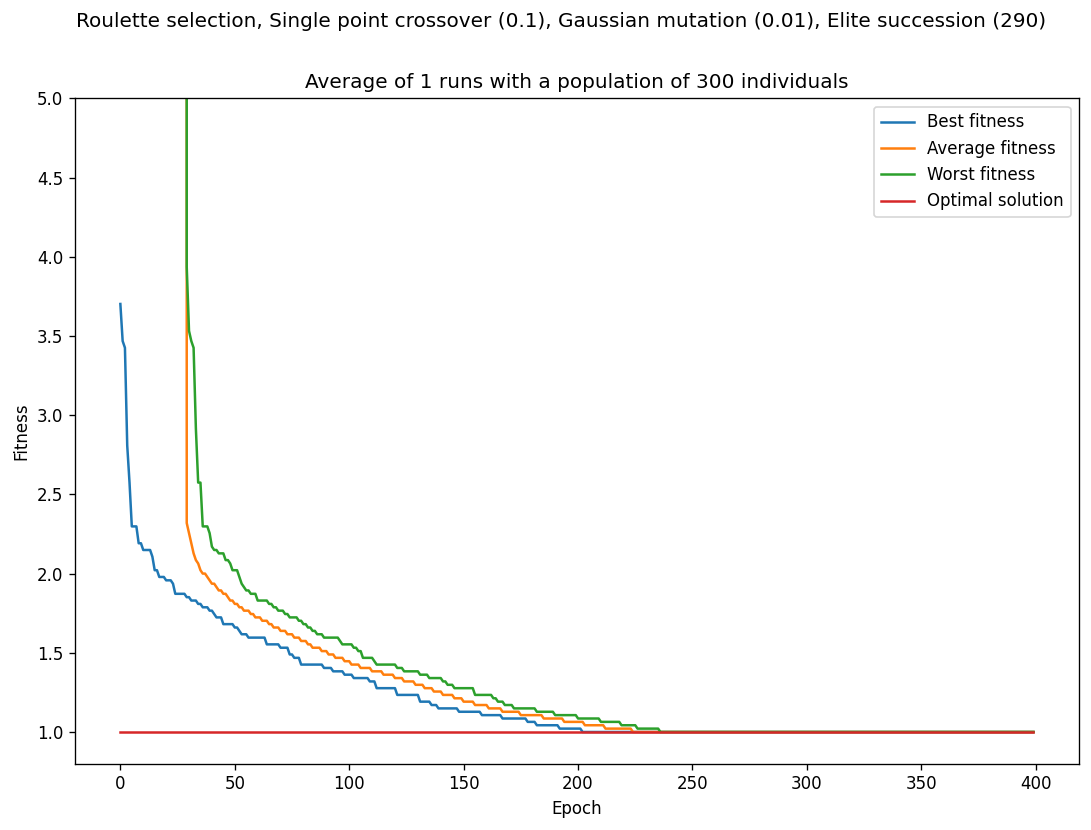 Roulette selection, Single point crossover (0.1), Gaussian mutation (0.01), Elite succession (290)
Average of 1 runs with a population of 300 individuals
5.0
4.5
4.0
3.5
3.0
2.5
2.0
1.5
1.0
Fitness
Best fitness
Average fitness
Worst fitness
Optimal solution
0 50 100 150 200 250 300 350 400
Epoch